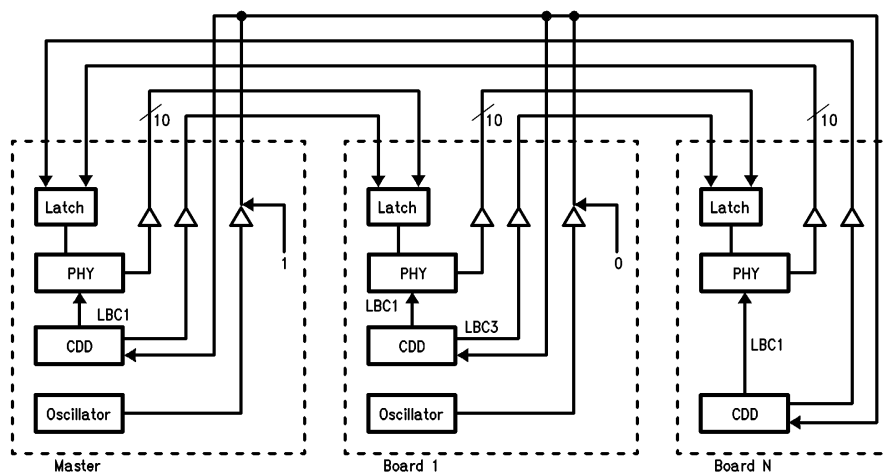 10
10
10
Latch
Latch
Latch
PHY
1
PHY
0
PHY
LBC1
LBC1
LBC3
CDD
CDD
LBC1
Oscillator
Oscillator
CDD
Master
Board 1
Board N